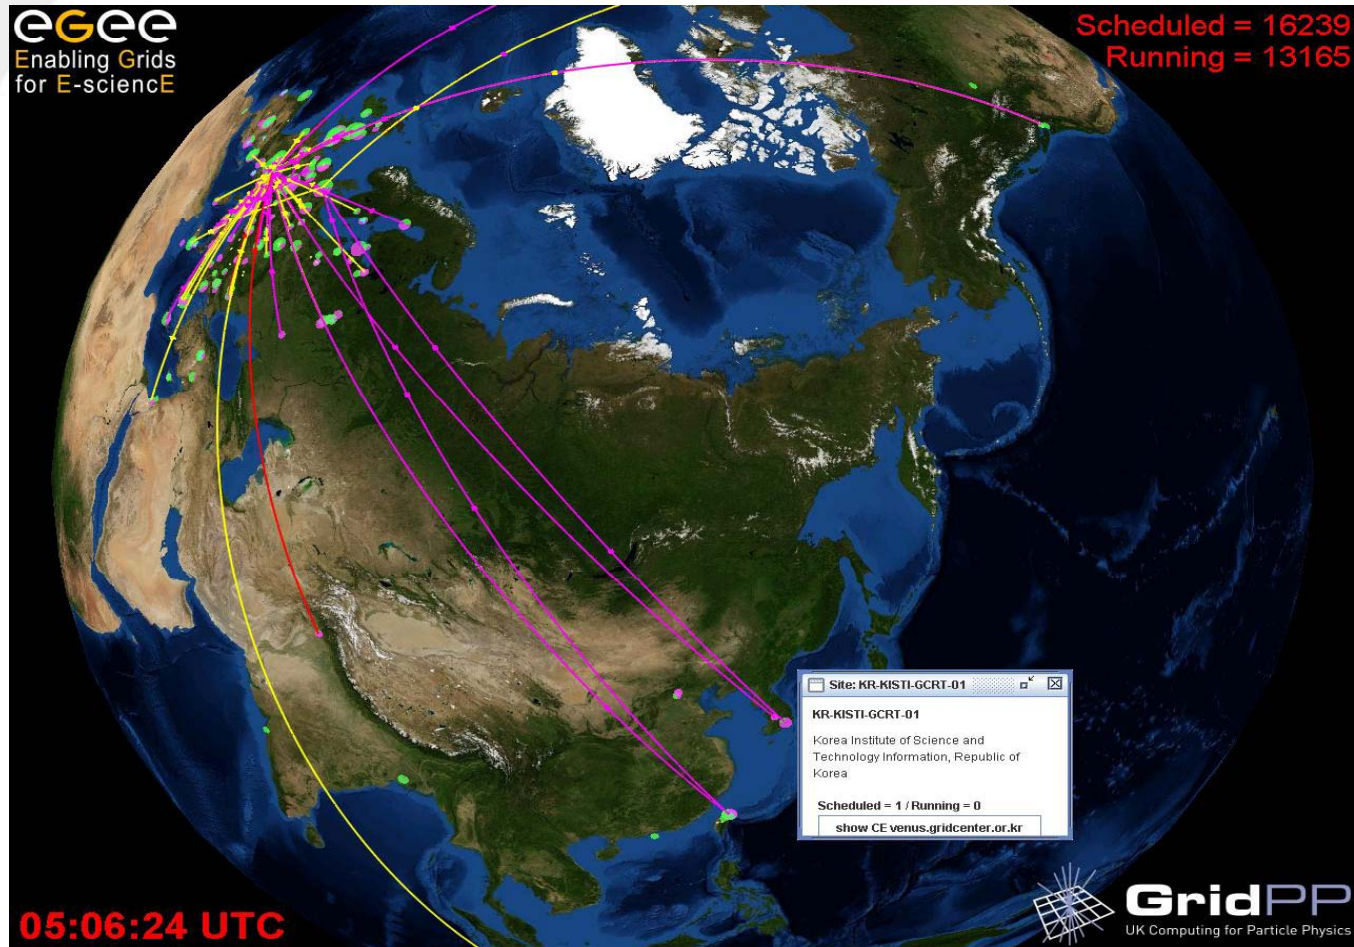 eGee
Enabling Grids
for E-sciencE
Scheduled = 16239
Running = 13165
Site: KR-KISTI-GCRT-01
KR-KISTI-GCRT-01
Korea Institute of Science and
Technology Information, Republic of
Korea
Scheduled = 1 / Running = 0
show CE venus.gridcenter.or.kr
05:06:24 UTC
GridPP
UK Computing for Particle Physics